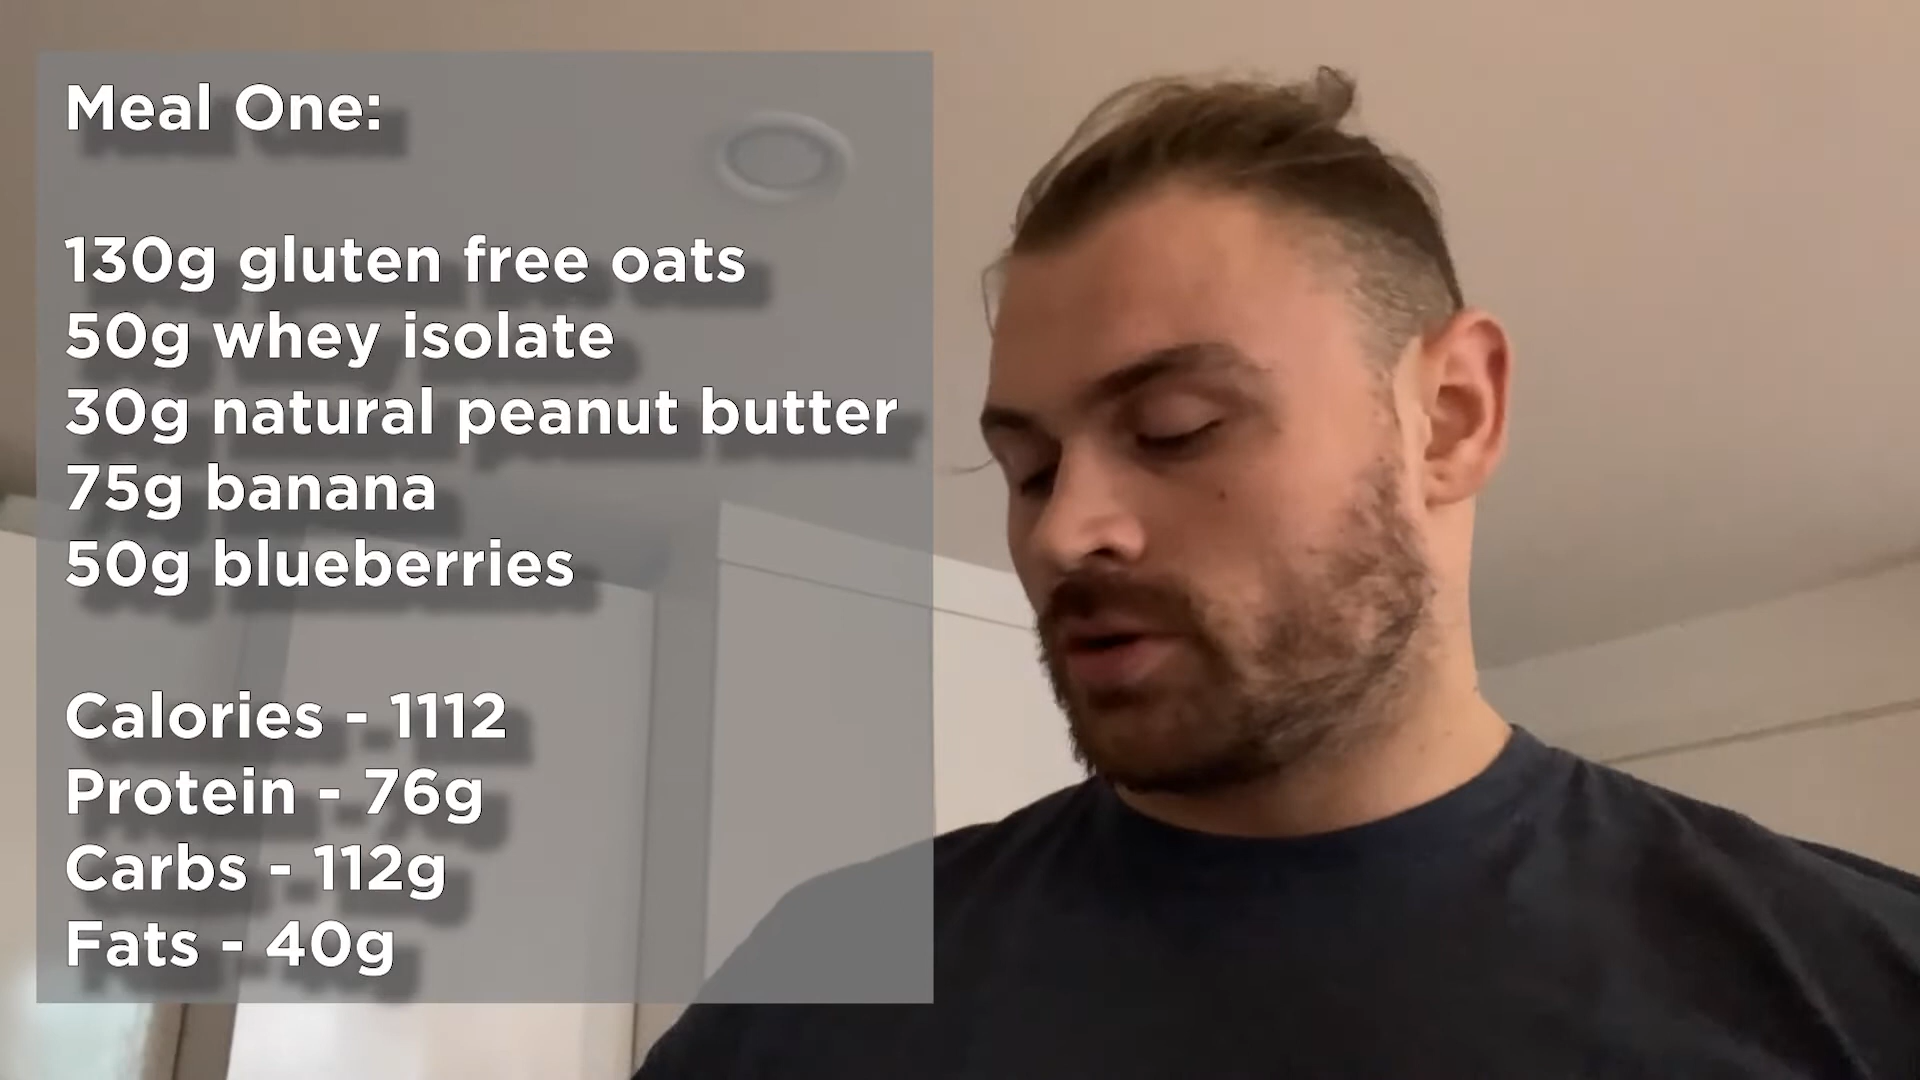 Meal One:
130g gluten free oats
50g whey isolate
30g natural peanut butter
75g banana
50g blueberries
Calories - 1112
Protein - 76g
Carbs - 112g
Fats - 40g